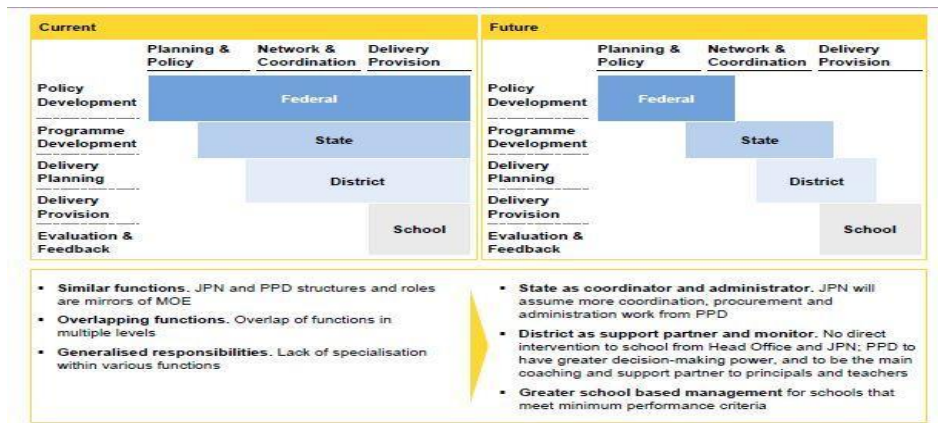 Current
Planning & Policy
Network & Coordination
Delivery Provision
Policy Development
Federal
Programme Development
State
Delivery Planning
District
Delivery Provision
School
Evaluation & Feedback
Future
Planning & Policy
Network & Coordination
Delivery Provision
Policy Development
Federal
Programme Development
State
Delivery Planning
District
Delivery Provision
School
Evaluation & Feedback
▪ Similar functions. JPN and PPD structures and roles
are mirrors of MOE
▪ Overlapping functions. Overlap of functions in
multiple levels
▪ Generalised responsibilities. Lack of specialisation
within various functions
▪ State as coordinator and administrator. JPN will
assume more coordination, procurement and
administration work from PPD
▪ District as support partner and monitor. No direct
intervention to school from Head Office and JPN; PPD to
have greater decision-making power, and to be the main
coaching and support partner to principals and teachers
▪ Greater school based management for schools that
meet minimum performance criteria